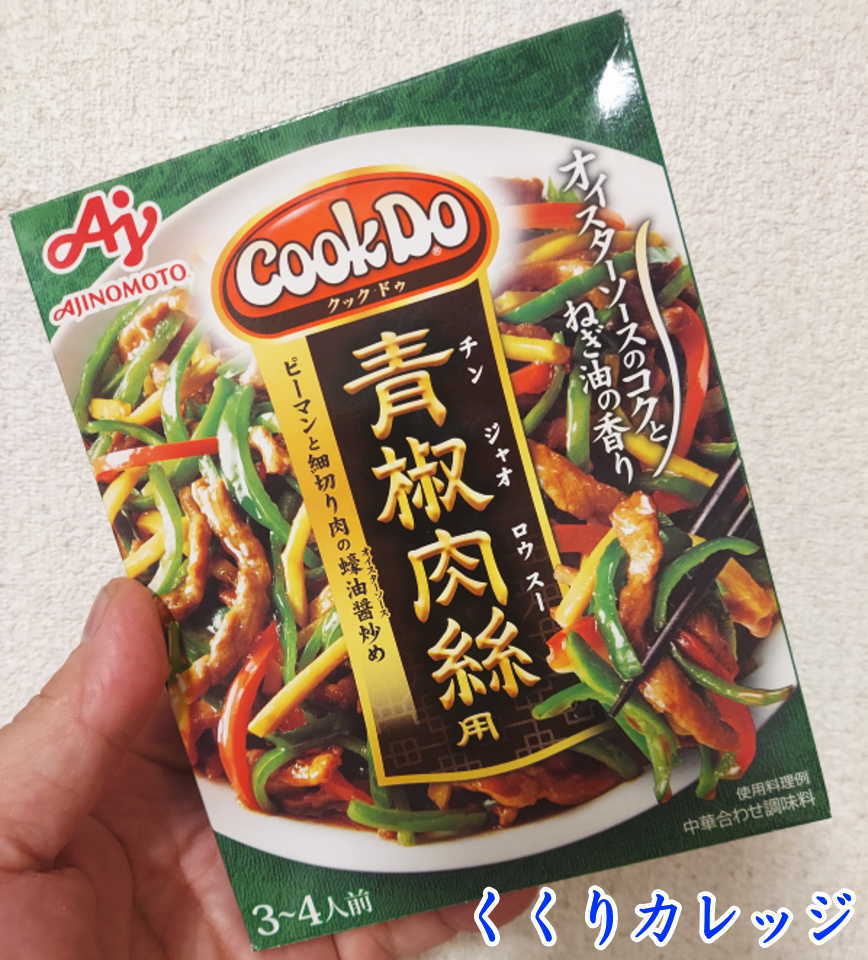 Aj
AJINOMOTO
CookDo®
クック・ドゥ
オイスターソースのコクと
ねぎ油の香り
青椒肉絲用
チン ジャオ ロウ スー
ピーマンと細切り肉の蠔油醤炒め
オイスターソース
使用料理例
中華合わせ調味料
3~4人前
くくりカレッジ